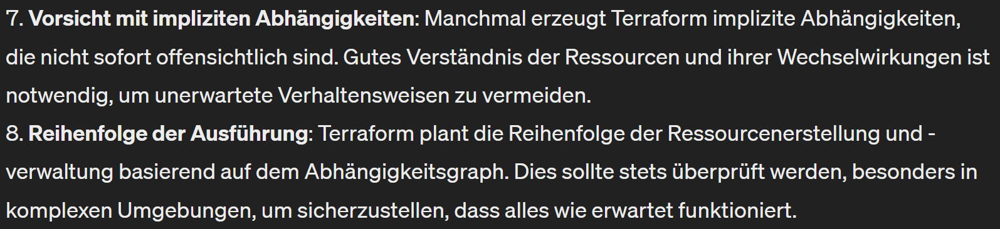 7. Vorsicht mit impliziten Abhängigkeiten: Manchmal erzeugt Terraform implizite Abhängigkeiten,
die nicht sofort offensichtlich sind. Gutes Verständnis der Ressourcen und ihrer Wechselwirkungen ist
notwendig, um unerwartete Verhaltensweisen zu vermeiden.
8. Reihenfolge der Ausführung: Terraform plant die Reihenfolge der Ressourcenerstellung und -
verwaltung basierend auf dem Abhängigkeitsgraph. Dies sollte stets überprüft werden, besonders in
komplexen Umgebungen, um sicherzustellen, dass alles wie erwartet funktioniert.